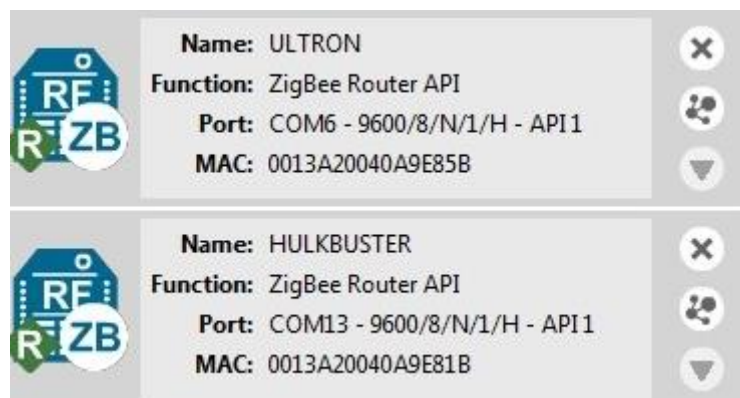 RF
R ZB
Name: ULTRON
Function: ZigBee Router API
Port: COM6 - 9600/8/N/1/H - API 1
MAC: 0013A20040A9E85B
RF
R ZB
Name: HULKBUSTER
Function: ZigBee Router API
Port: COM13 - 9600/8/N/1/H - API 1
MAC: 0013A20040A9E81B